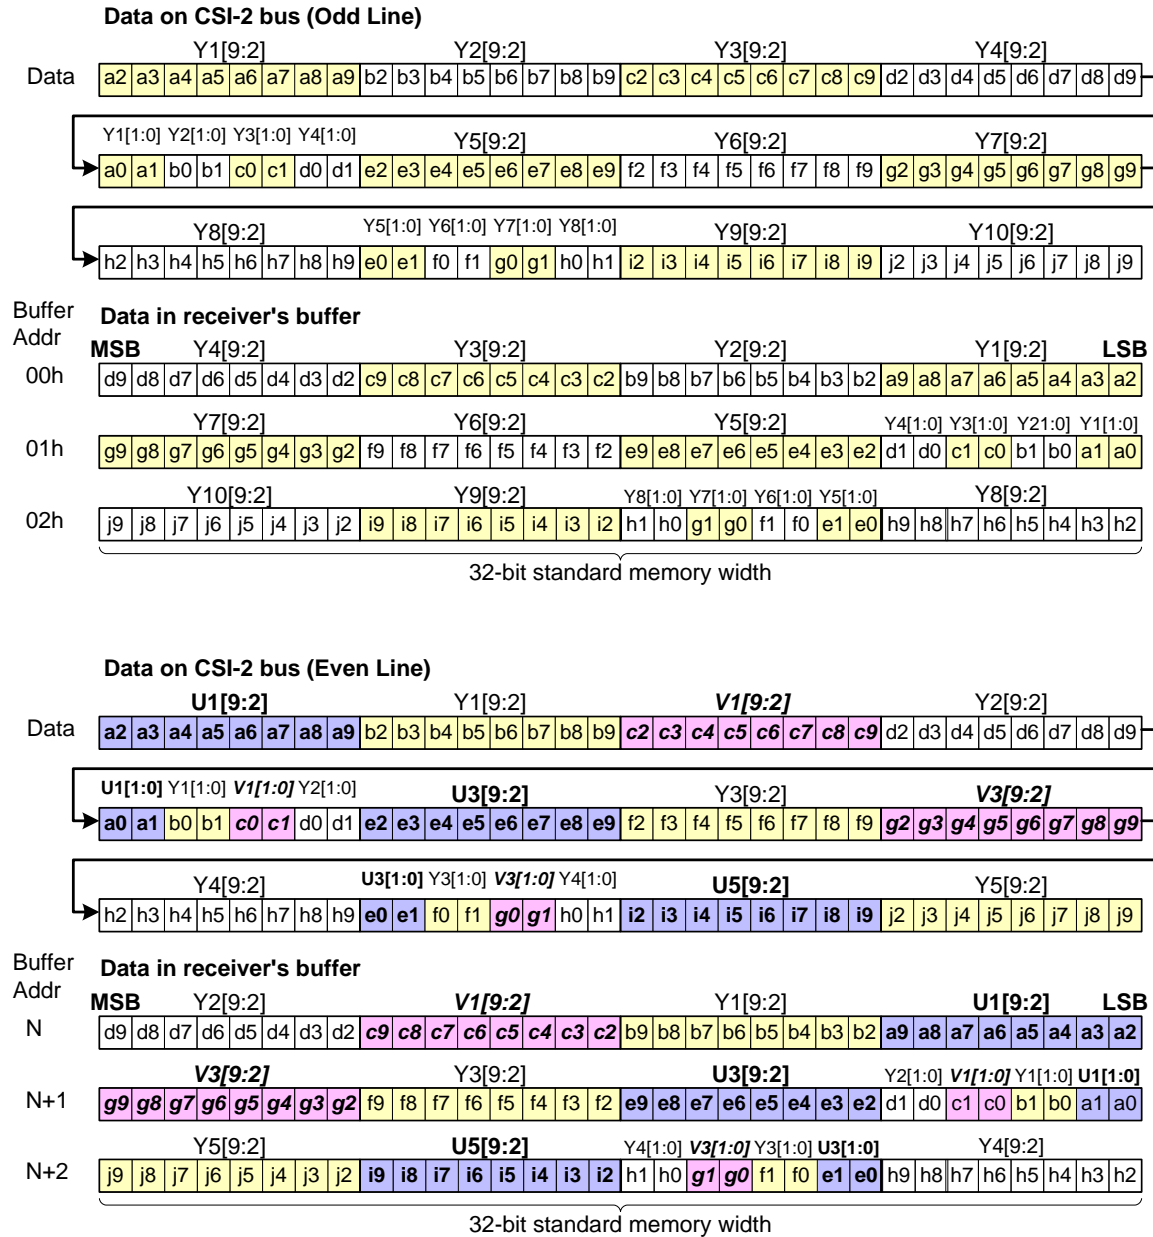 Data on CSI-2 bus (Odd Line)
Y1[9:2] Y2[9:2] Y3[9:2] Y4[9:2]
Data a2 a3 a4 a5 a6 a7 a8 a9 b2 b3 b4 b5 b6 b7 b8 b9 c2 c3 c4 c5 c6 c7 c8 c9 d2 d3 d4 d5 d6 d7 d8 d9
Y1[1:0] Y2[1:0] Y3[1:0] Y4[1:0] Y5[9:2] Y6[9:2] Y7[9:2]
a0 a1 b0 b1 c0 c1 d0 d1 e2 e3 e4 e5 e6 e7 e8 e9 f2 f3 f4 f5 f6 f7 f8 f9 g2 g3 g4 g5 g6 g7 g8 g9
Y8[9:2] Y5[1:0] Y6[1:0] Y7[1:0] Y8[1:0] Y9[9:2] Y10[9:2]
h2 h3 h4 h5 h6 h7 h8 h9 e0 e1 f0 f1 g0 g1 h0 h1 i2 i3 i4 i5 i6 i7 i8 i9 j2 j3 j4 j5 j6 j7 j8 j9
Buffer Addr
Data in receiver's buffer
MSB Y4[9:2] Y3[9:2] Y2[9:2] Y1[9:2] LSB
00h d9 d8 d7 d6 d5 d4 d3 d2 c9 c8 c7 c6 c5 c4 c3 c2 b9 b8 b7 b6 b5 b4 b3 b2 a9 a8 a7 a6 a5 a4 a3 a2
Y7[9:2] Y6[9:2] Y5[9:2] Y4[1:0] Y3[1:0] Y21:0] Y1[1:0]
01h g9 g8 g7 g6 g5 g4 g3 g2 f9 f8 f7 f6 f5 f4 f3 f2 e9 e8 e7 e6 e5 e4 e3 e2 d1 d0 c1 c0 b1 b0 a1 a0
Y10[9:2] Y9[9:2] Y8[1:0] Y7[1:0] Y6[1:0] Y5[1:0] Y8[9:2]
02h j9 j8 j7 j6 j5 j4 j3 j2 i9 i8 i7 i6 i5 i4 i3 i2 h1 h0 g1 g0 f1 f0 e1 e0 h9 h8 h7 h6 h5 h4 h3 h2
32-bit standard memory width
Data on CSI-2 bus (Even Line)
U1[9:2] Y1[9:2] V1[9:2] Y2[9:2]
Data a2 a3 a4 a5 a6 a7 a8 a9 b2 b3 b4 b5 b6 b7 b8 b9 c2 c3 c4 c5 c6 c7 c8 c9 d2 d3 d4 d5 d6 d7 d8 d9
U1[1:0] Y1[1:0] V1[1:0] Y2[1:0] U3[9:2] Y3[9:2] V3[9:2]
a0 a1 b0 b1 c0 c1 d0 d1 e2 e3 e4 e5 e6 e7 e8 e9 f2 f3 f4 f5 f6 f7 f8 f9 g2 g3 g4 g5 g6 g7 g8 g9
Y4[9:2] U3[1:0] Y3[1:0] V3[1:0] Y4[1:0] U5[9:2] Y5[9:2]
h2 h3 h4 h5 h6 h7 h8 h9 e0 e1 f0 f1 g0 g1 h0 h1 i2 i3 i4 i5 i6 i7 i8 i9 j2 j3 j4 j5 j6 j7 j8 j9
Buffer Addr
Data in receiver's buffer
MSB Y2[9:2] V1[9:2] Y1[9:2] U1[9:2] LSB
N d9 d8 d7 d6 d5 d4 d3 d2 c9 c8 c7 c6 c5 c4 c3 c2 b9 b8 b7 b6 b5 b4 b3 b2 a9 a8 a7 a6 a5 a4 a3 a2
V3[9:2] Y3[9:2] U3[9:2] Y2[1:0] V1[1:0] Y1[1:0] U1[1:0]
N+1 g9 g8 g7 g6 g5 g4 g3 g2 f9 f8 f7 f6 f5 f4 f3 f2 e9 e8 e7 e6 e5 e4 e3 e2 d1 d0 c1 c0 b1 b0 a1 a0
Y5[9:2] U5[9:2] Y4[1:0] V3[1:0] Y3[1:0] U3[1:0] Y4[9:2]
N+2 j9 j8 j7 j6 j5 j4 j3 j2 i9 i8 i7 i6 i5 i4 i3 i2 h1 h0 g1 g0 f1 f0 e1 e0 h9 h8 h7 h6 h5 h4 h3 h2
32-bit standard memory width